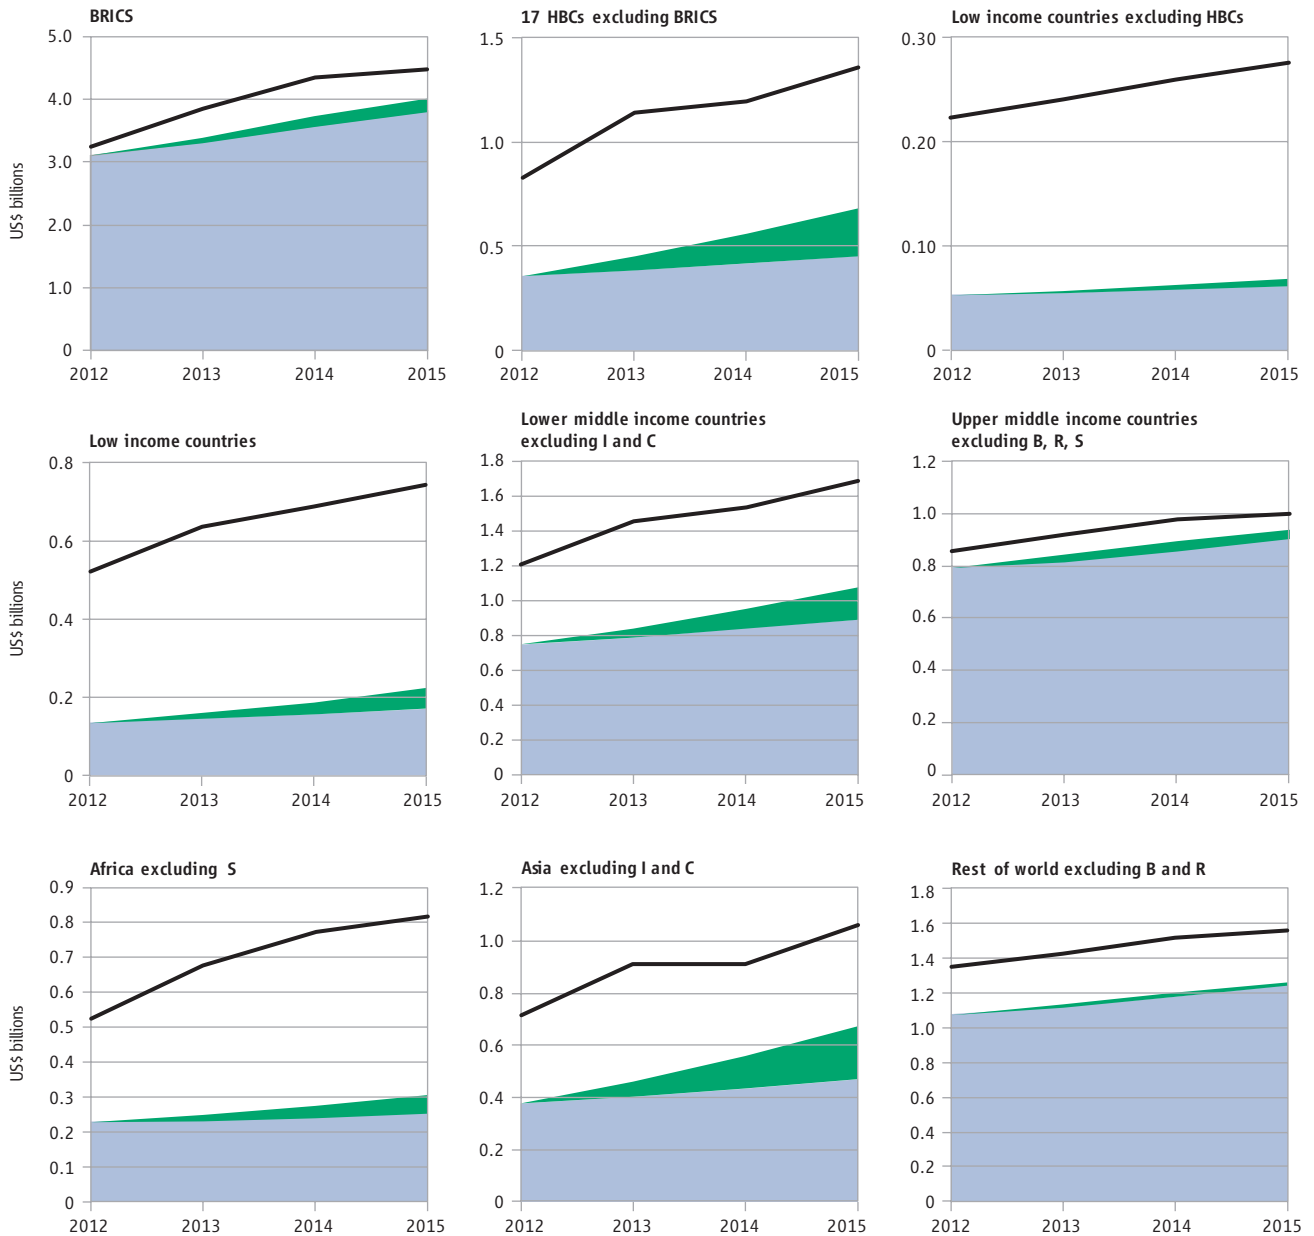 BRICS
5.0
4.0
3.0
2.0
1.0
0
US$ billions
2012 2013 2014 2015
17 HBCs excluding BRICS
1.5
1.0
0.5
0
2012 2013 2014 2015
Low income countries excluding HBCs
0.30
0.20
0.10
0
2012 2013 2014 2015
Low income countries
0.8
0.6
0.4
0.2
0
US$ billions
2012 2013 2014 2015
Lower middle income countries
excluding I and C
1.8
1.6
1.4
1.2
1.0
0.8
0.6
0.4
0.2
0
2012 2013 2014 2015
Upper middle income countries
excluding B, R, S
1.2
1.0
0.8
0.6
0.4
0.2
0
2012 2013 2014 2015
Africa excluding S
0.9
0.8
0.7
0.6
0.5
0.4
0.3
0.2
0.1
0
US$ billions
2012 2013 2014 2015
Asia excluding I and C
1.2
1.0
0.8
0.6
0.4
0.2
0
2012 2013 2014 2015
Rest of world excluding B and R
1.8
1.6
1.4
1.2
1.0
0.8
0.6
0.4
0.2
0
2012 2013 2014 2015